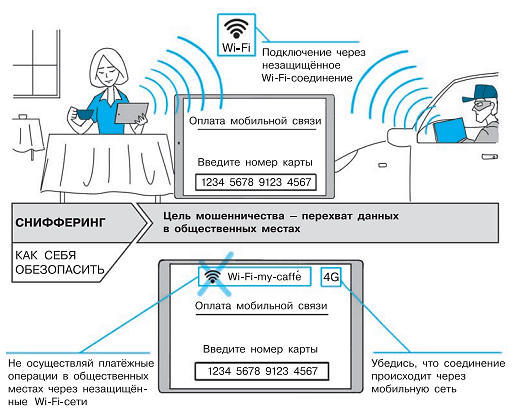 Wi-Fi
Подключение через
незащищённое
Wi-Fi-соединение
Оплата мобильной связи
Введите номер карты
1234 5678 9123 4567
СНИФФЕРИНГ
Цель мошенничества — перехват данных
в общественных местах
КАК СЕБЯ
ОБЕЗОПАСИТЬ
Wi-Fi-my-caffé
4G
Оплата мобильной связи
Введите номер карты
1234 5678 9123 4567
Не осуществляй платёжные
операции в общественных
местах через незащищён-
ные Wi-Fi-сети
Убедись, что соединение
происходит через
мобильную сеть